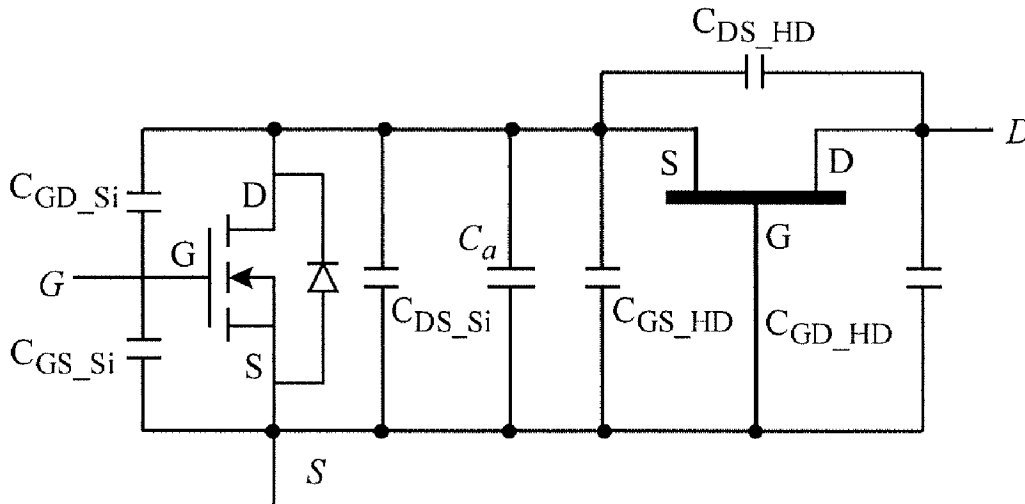 C_DS_HD
D
S
D
C_GD_Si
D
C_a
G
G
G
C_DS_Si
C_GS_HD
C_GD_HD
C_GS_Si
S
S